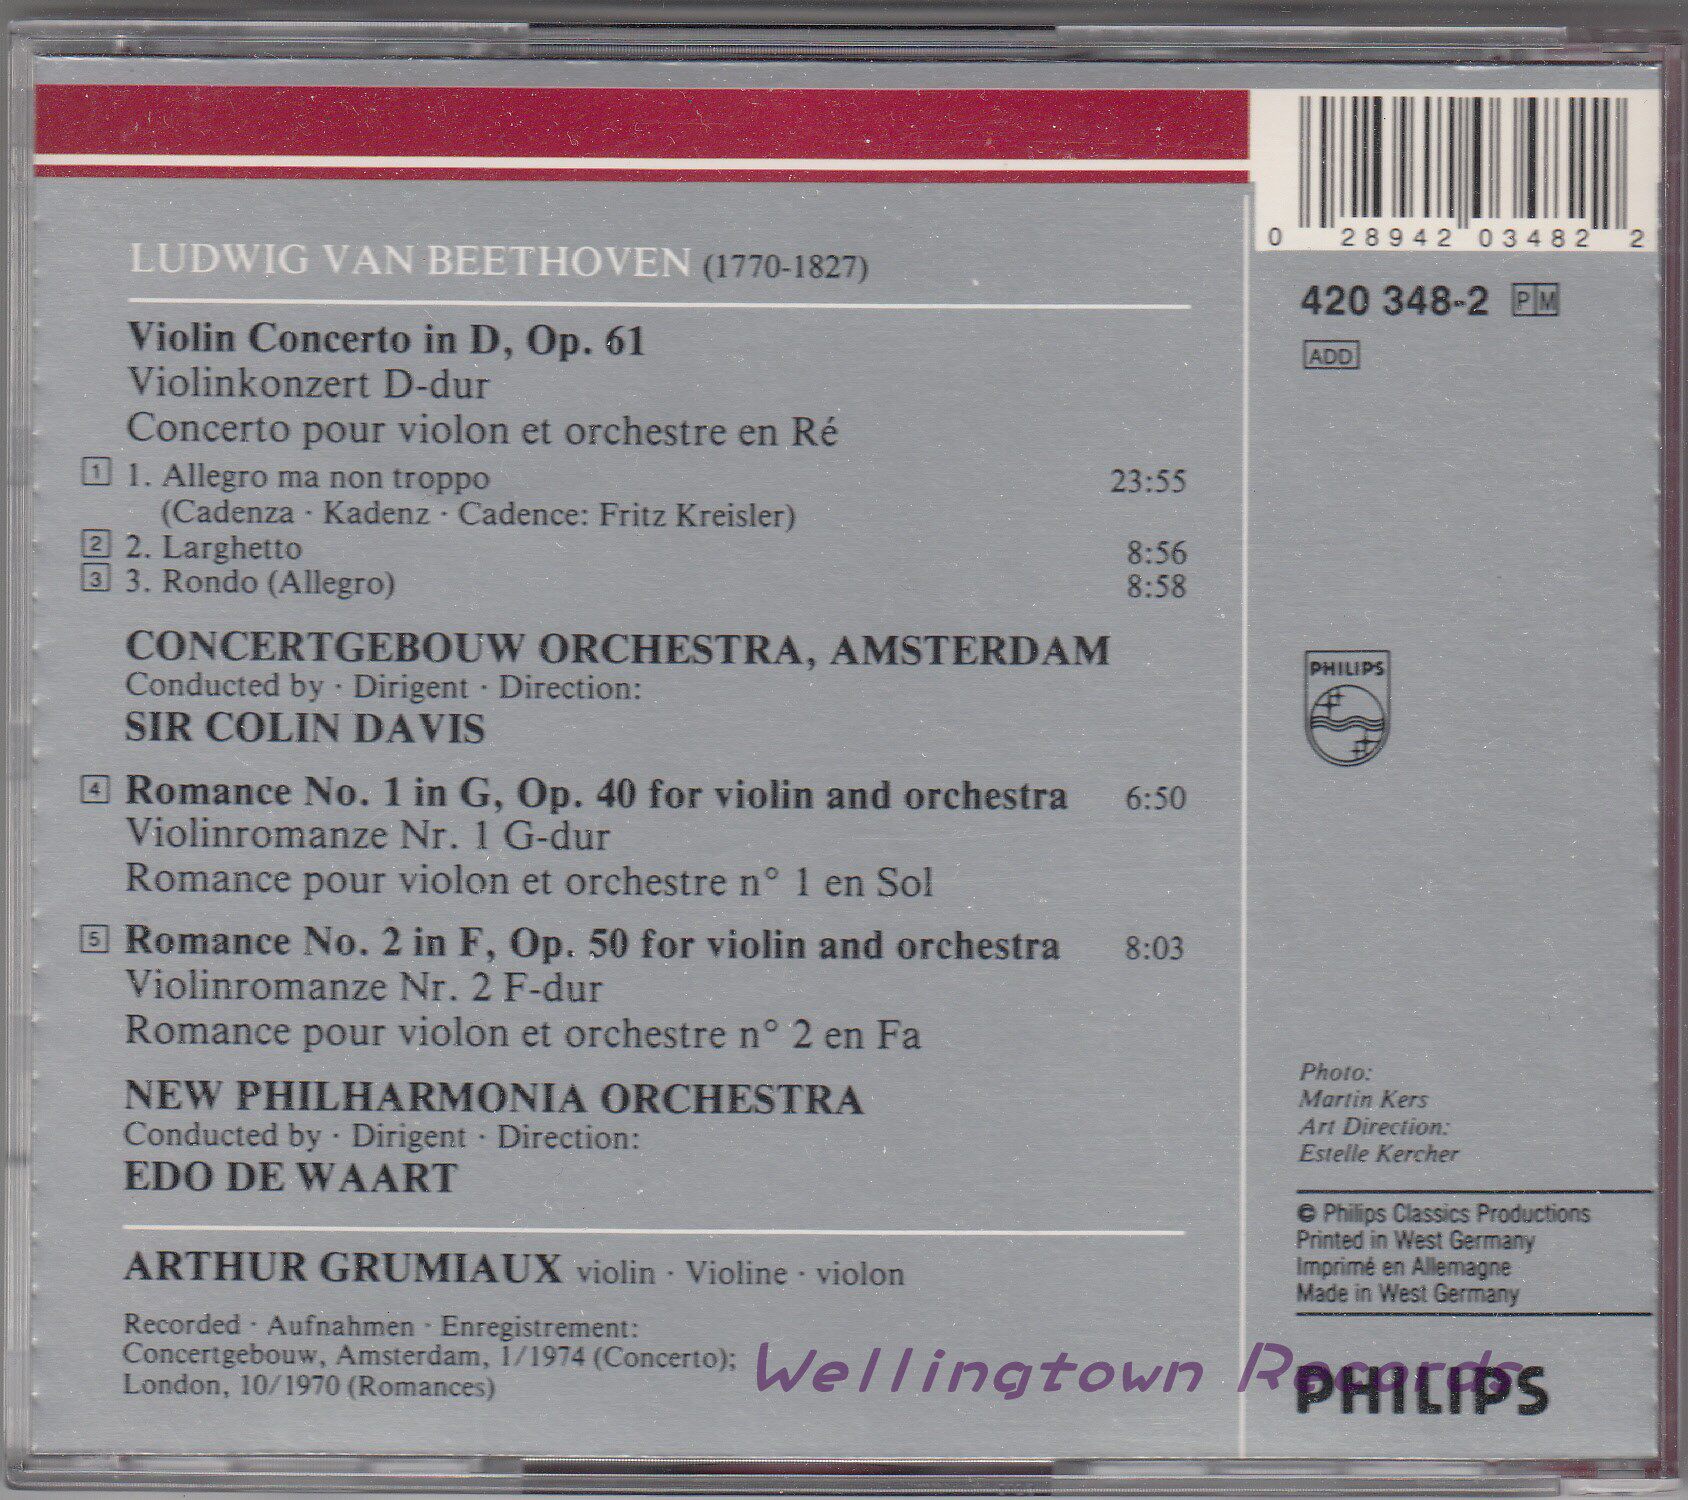 LUDWIG VAN BEETHOVEN (1770-1827)
Violin Concerto in D, Op. 61
Violinkonzert D-dur
Concerto pour violon et orchestre en Ré
1 1. Allegro ma non troppo 23:55
(Cadenza · Kadenz · Cadence: Fritz Kreisler)
2 2. Larghetto 8:56
3 3. Rondo (Allegro) 8:58
CONCERTGEBOUW ORCHESTRA, AMSTERDAM
Conducted by · Dirigent · Direction:
SIR COLIN DAVIS
4 Romance No. 1 in G, Op. 40 for violin and orchestra 6:50
Violinromanze Nr. 1 G-dur
Romance pour violon et orchestre n° 1 en Sol
5 Romance No. 2 in F, Op. 50 for violin and orchestra 8:03
Violinromanze Nr. 2 F-dur
Romance pour violon et orchestre n° 2 en Fa
NEW PHILHARMONIA ORCHESTRA
Conducted by · Dirigent · Direction:
EDO DE WAART
ARTHUR GRUMIAUX violin · Violine · violon
Recorded · Aufnahmen · Enregistrement:
Concertgebouw, Amsterdam, 1/1974 (Concerto);
London, 10/1970 (Romances)
Wellingtown Records
0 28942 03482 2
420 348-2 PM
ADD
PHILIPS
Photo:
Martin Kers
Art Direction:
Estelle Kercher
© Philips Classics Productions
Printed in West Germany
Imprimé en Allemagne
Made in West Germany
PHILIPS